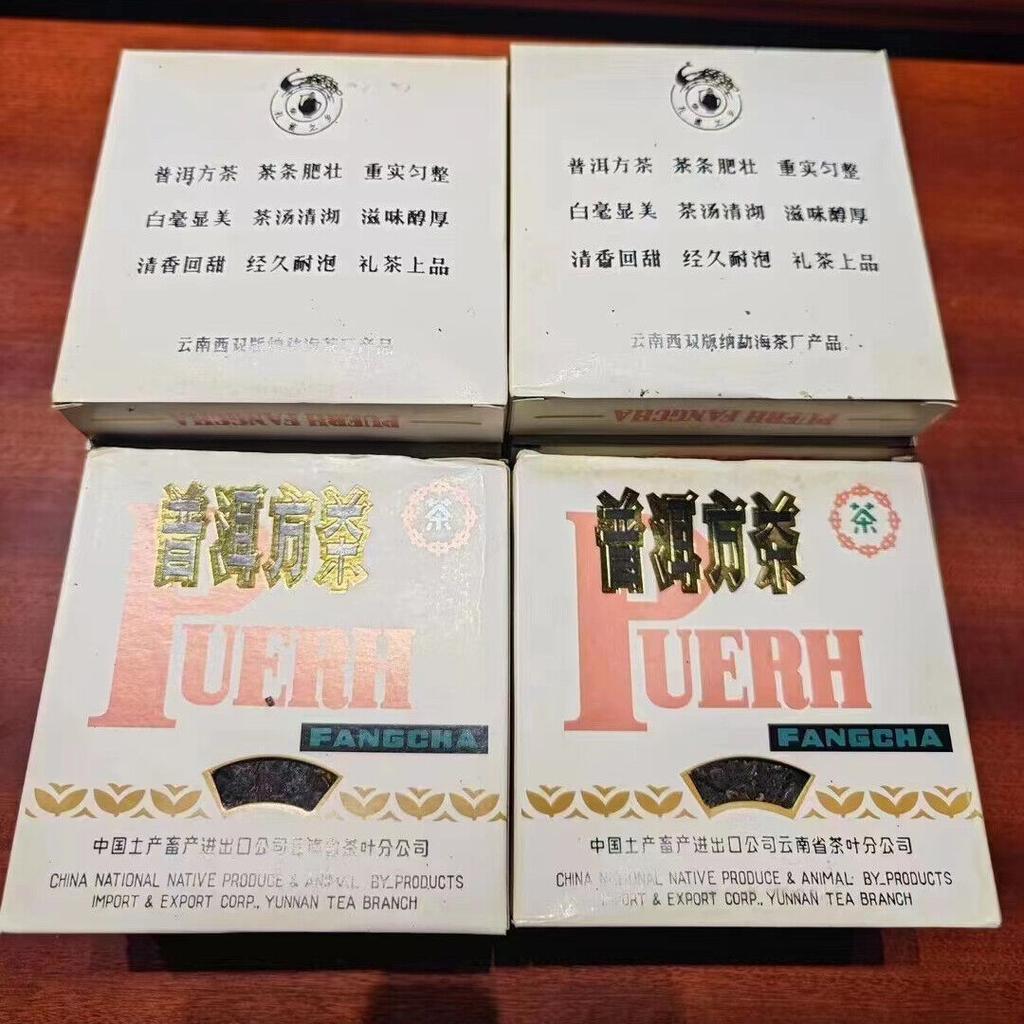 孔雀之乡
普洱方茶 茶条肥壮 重实匀整
白毫显美 茶汤清沏 滋味醇厚
清香回甜 经久耐泡 礼茶上品
云南西双版纳勐海茶厂产品
PUERH FANGCHA
孔雀之乡
普洱方茶 茶条肥壮 重实匀整
白毫显美 茶汤清沏 滋味醇厚
清香回甜 经久耐泡 礼茶上品
云南西双版纳勐海茶厂产品
PUERH FANGCHA
普洱方茶
茶
PUERH
FANGCHA
中国土产畜产进出口公司云南省茶叶分公司
CHINA NATIONAL NATIVE PRODUCE & ANIMAL BY_PRODUCTS
IMPORT & EXPORT CORP., YUNNAN TEA BRANCH
普洱方茶
茶
PUERH
FANGCHA
中国土产畜产进出口公司云南省茶叶分公司
CHINA NATIONAL NATIVE PRODUCE & ANIMAL BY_PRODUCTS
IMPORT & EXPORT CORP., YUNNAN TEA BRANCH